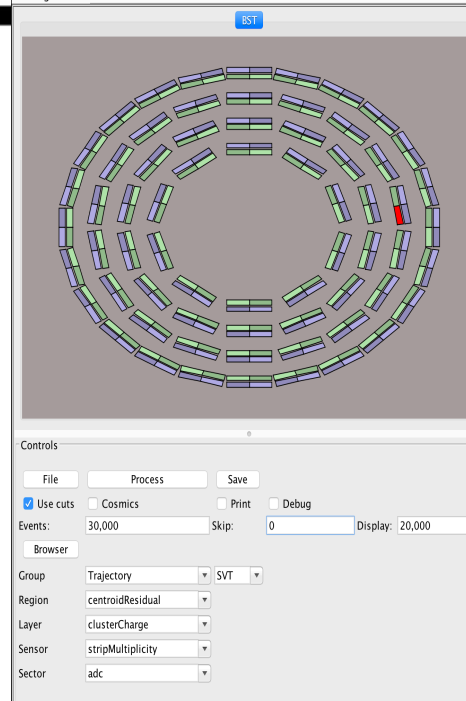 BST
Controls
File Process Save
Use cuts Cosmics Print Debug
Events: 30,000 Skip: 0 Display: 20,000
Browser
Group Trajectory SVT
Region centroidResidual
Layer clusterCharge
Sensor stripMultiplicity
Sector adc